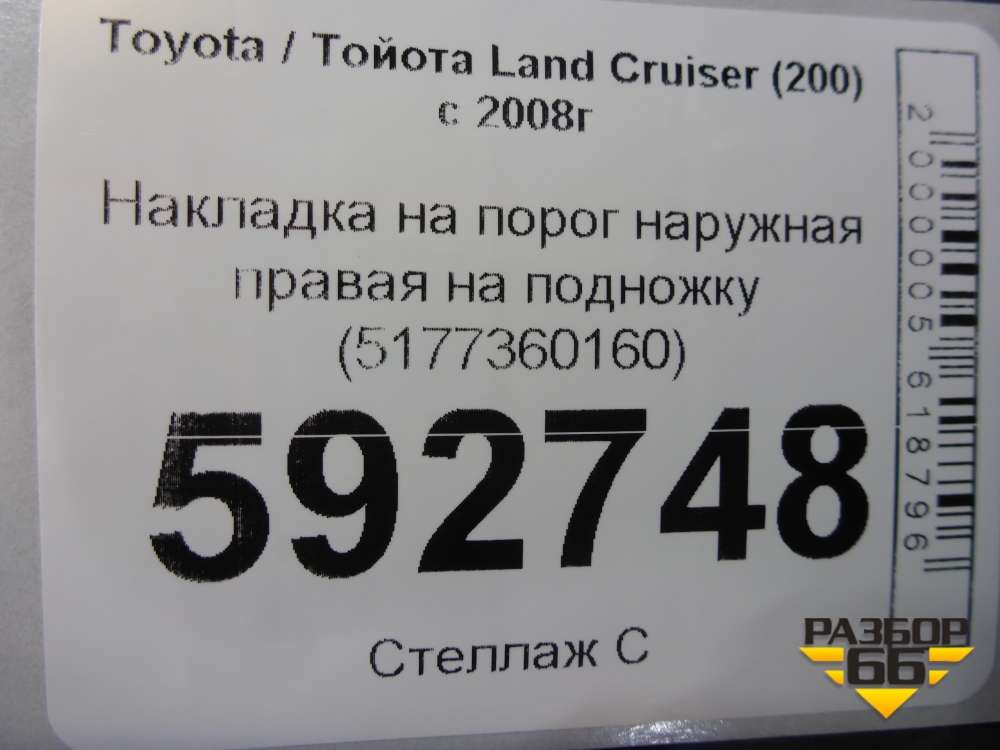 Toyota / Тойота Land Cruiser (200)
с 2008г
Накладка на порог наружная
правая на подножку
(5177360160)
592748
Стеллаж С
2000005618796
РАЗБОР
66